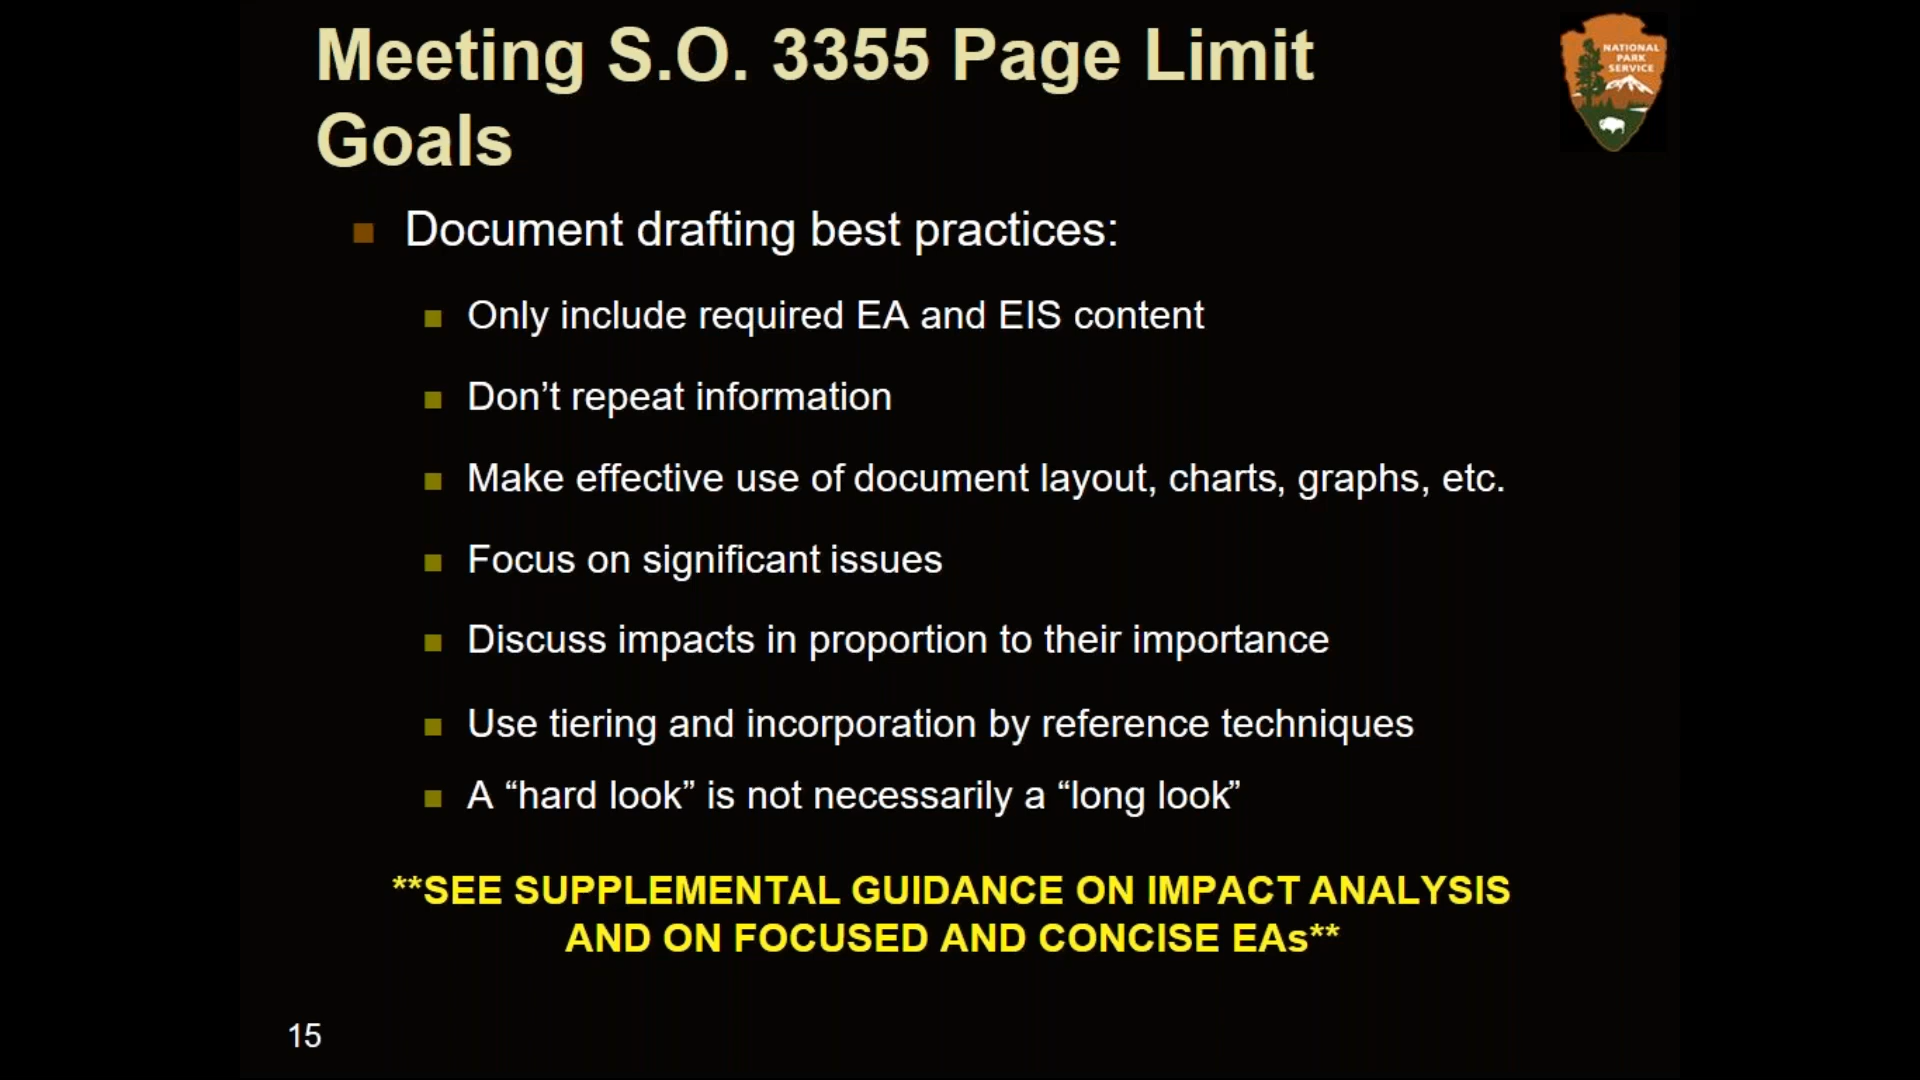 Meeting S.O. 3355 Page Limit
Goals
NATIONAL
PARK
SERVICE
Document drafting best practices:
Only include required EA and EIS content
Don’t repeat information
Make effective use of document layout, charts, graphs, etc.
Focus on significant issues
Discuss impacts in proportion to their importance
Use tiering and incorporation by reference techniques
A “hard look” is not necessarily a “long look”
**SEE SUPPLEMENTAL GUIDANCE ON IMPACT ANALYSIS
AND ON FOCUSED AND CONCISE EAs**
15